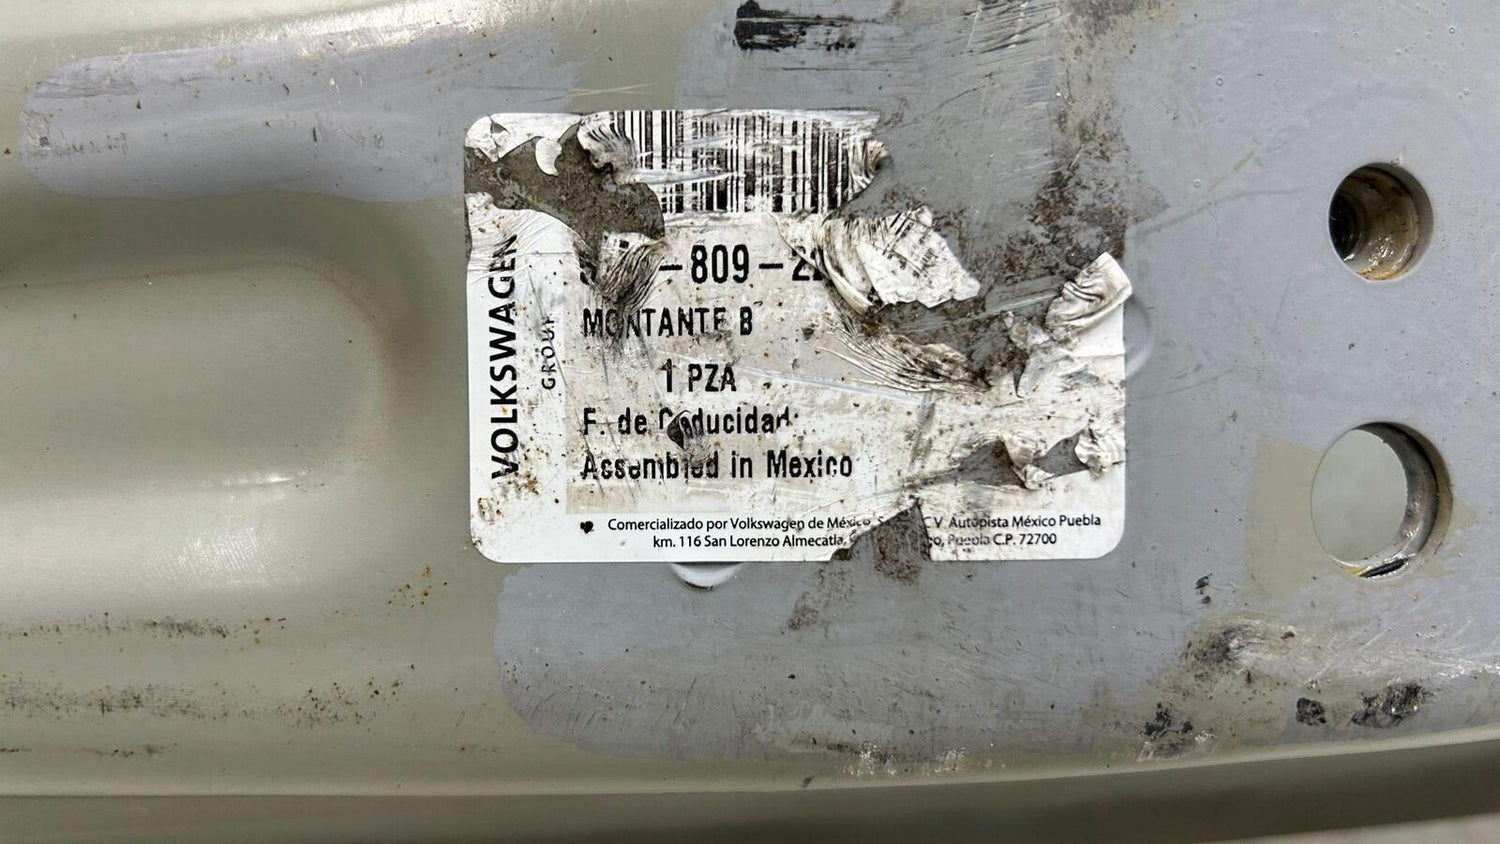 VOLKSWAGEN
GROUP
-809-2
MONTANTE B
1 PZA
F. de Caducidad:
Assembled in Mexico
Comercializado por Volkswagen de México, C.V. Autopista México Puebla
km. 116 San Lorenzo Almecatla, Puebla C.P. 72700